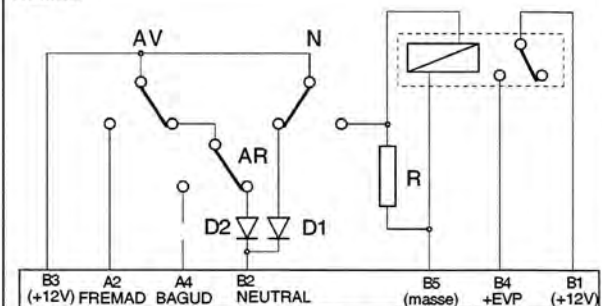 AV N
AR
R
D2 D1
B3 A2 A4 B2 B5 B4 B1
(+12V) FREMAD BAGUD NEUTRAL (masse) +EVP (+12V)